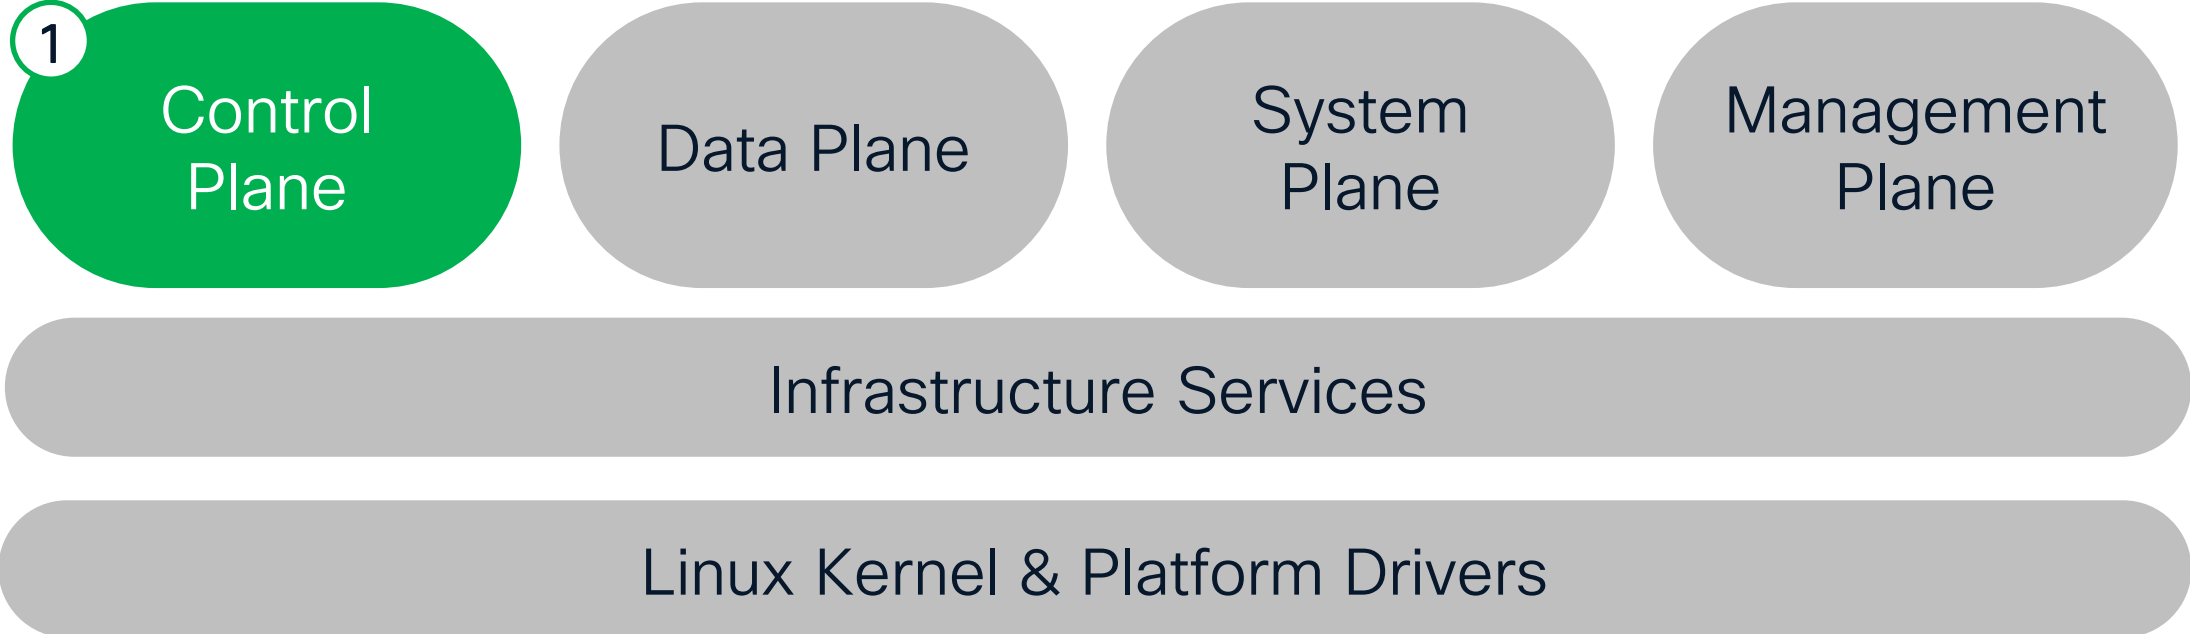 1
Control
Plane
Data Plane
System
Plane
Management
Plane
Infrastructure Services
Linux Kernel & Platform Drivers